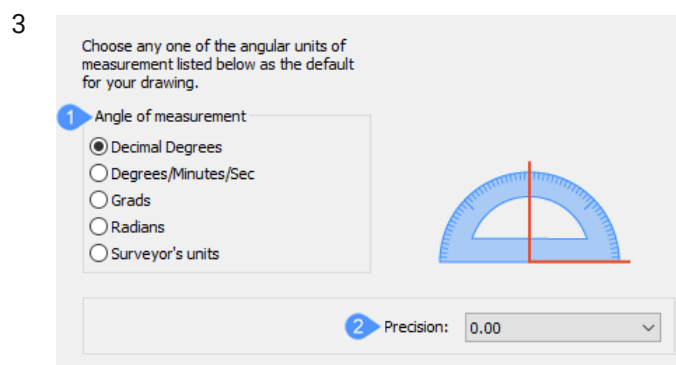 3
Choose any one of the angular units of
measurement listed below as the default
for your drawing.
1 Angle of measurement
Decimal Degrees
Degrees/Minutes/Sec
Grads
Radians
Surveyor's units
2 Precision: 0.00